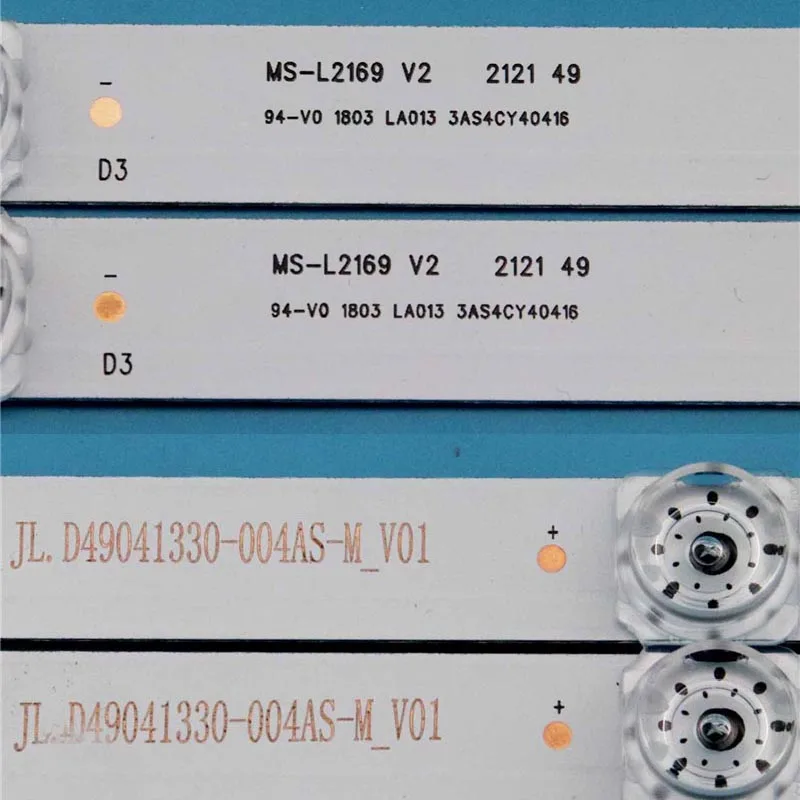 MS-L2169 V2 2121 49
94-V0 1803 LA013 3AS4CY40416
-
D3
MS-L2169 V2 2121 49
94-V0 1803 LA013 3AS4CY40416
-
D3
JL.D49041330-004AS-M_V01
+
JL.D49041330-004AS-M_V01
+